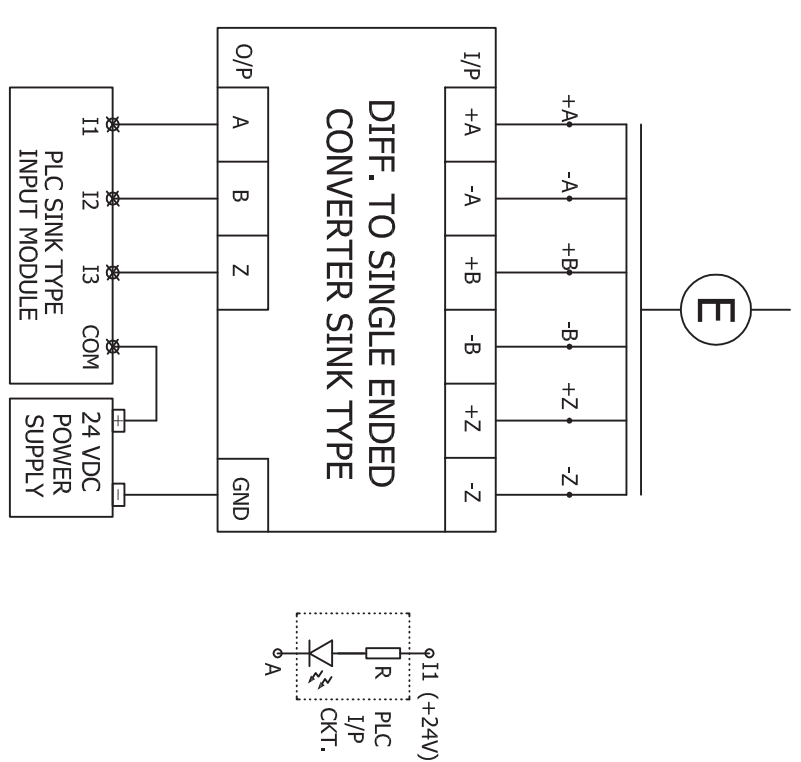 E
+A
-A
+B
-B
+Z
-Z
I/P
+A
-A
+B
-B
+Z
-Z
DIFF. TO SINGLE ENDED
CONVERTER SINK TYPE
O/P
A
B
Z
GND
I1
I2
I3
COM
PLC SINK TYPE
INPUT MODULE
+
-
24 VDC
POWER
SUPPLY
I1 (+24V)
R
A
PLC
I/P
CKT.